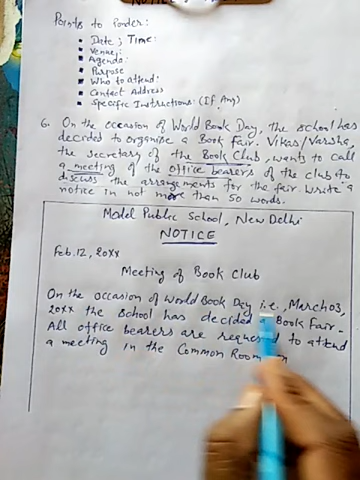 NOTICE
Points to Ponder:
Date; Time:
Venue;
Agenda:
Purpose
Who to attend:
Contact Address
Specific Instructions: (If Any)
6. On the occasion of World Book Day, the school has
decided to organise a Book Fair. Vikas/Varsha,
the Secretary of the Book Club, wants to call
a meeting of the office bearers of the club to
discuss the arrangements for the fair. Write a
notice in not more than 50 words.
Model Public School, New Delhi
NOTICE
Feb. 12, 20XX
Meeting of Book Club
On the occasion of World Book Day i.e., March 03,
20XX the school has decided Book Fair.
All office bearers are requested to attend
a meeting in the Common Room